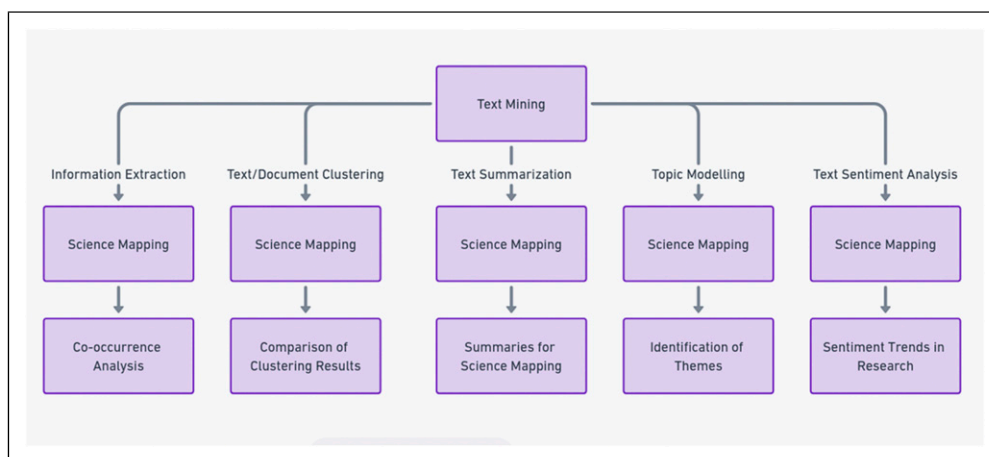 Text Mining
Information Extraction
Text/Document Clustering
Text Summarization
Topic Modelling
Text Sentiment Analysis
Science Mapping
Science Mapping
Science Mapping
Science Mapping
Science Mapping
Co-occurrence
Analysis
Comparison of
Clustering Results
Summaries for
Science Mapping
Identification of
Themes
Sentiment Trends in
Research